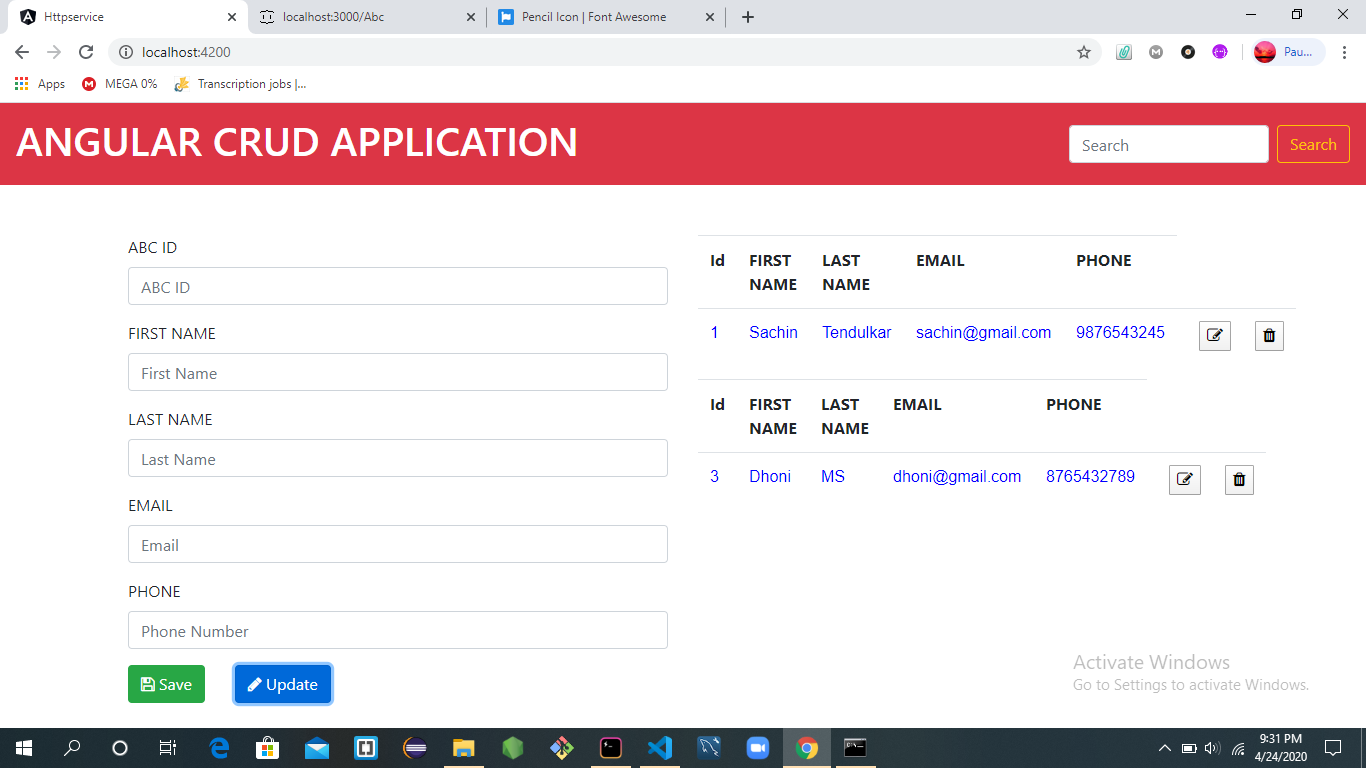 Httpservice
localhost:3000/Abc
Pencil Icon | Font Awesome
localhost:4200
Pau...
Apps
MEGA 0%
Transcription jobs |...
ANGULAR CRUD APPLICATION
Search
Search
ABC ID
ABC ID
FIRST NAME
First Name
LAST NAME
Last Name
EMAIL
Email
PHONE
Phone Number
Save
Update
Id FIRST NAME LAST NAME EMAIL PHONE
1 Sachin Tendulkar sachin@gmail.com 9876543245
Id FIRST NAME LAST NAME EMAIL PHONE
3 Dhoni MS dhoni@gmail.com 8765432789
Activate Windows
Go to Settings to activate Windows.
9:31 PM
4/24/2020